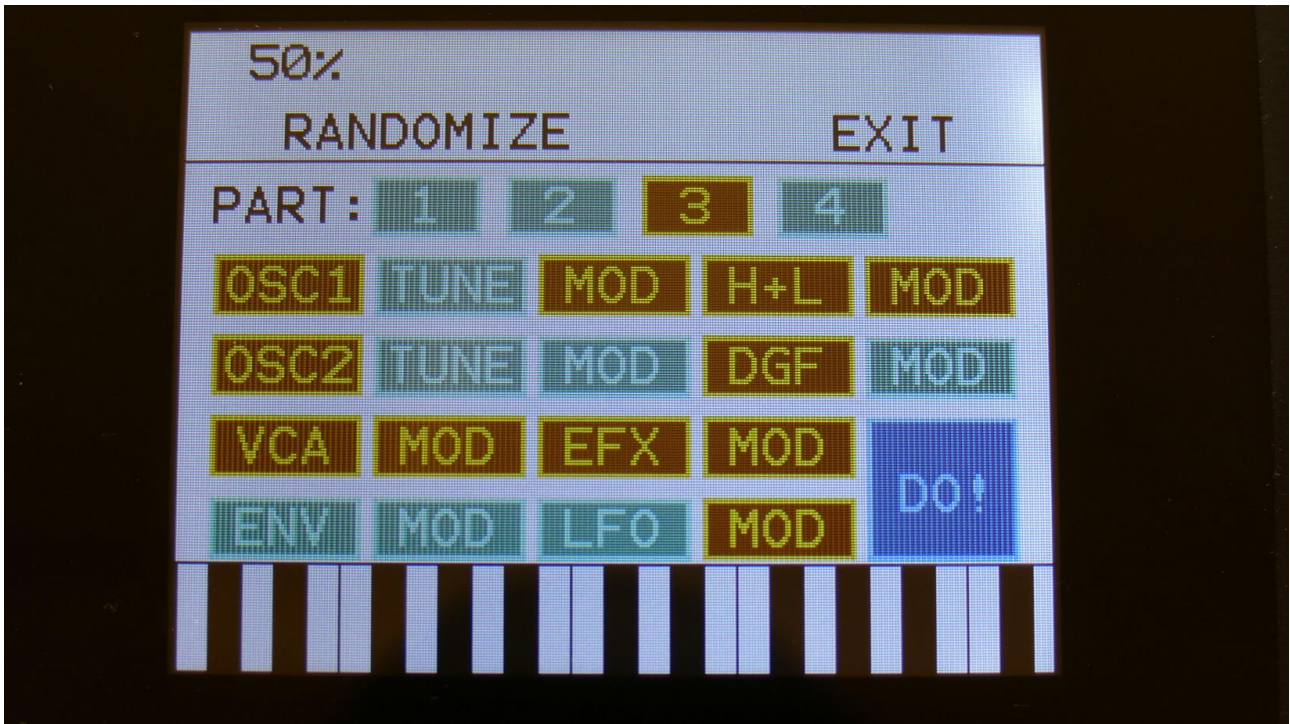 50%
RANDOMIZE EXIT
PART: 1 2 3 4
OSC1 TUNE MOD H+L MOD
OSC2 TUNE MOD DGF MOD
VCA MOD EFX MOD
DO!
ENV MOD LFO MOD